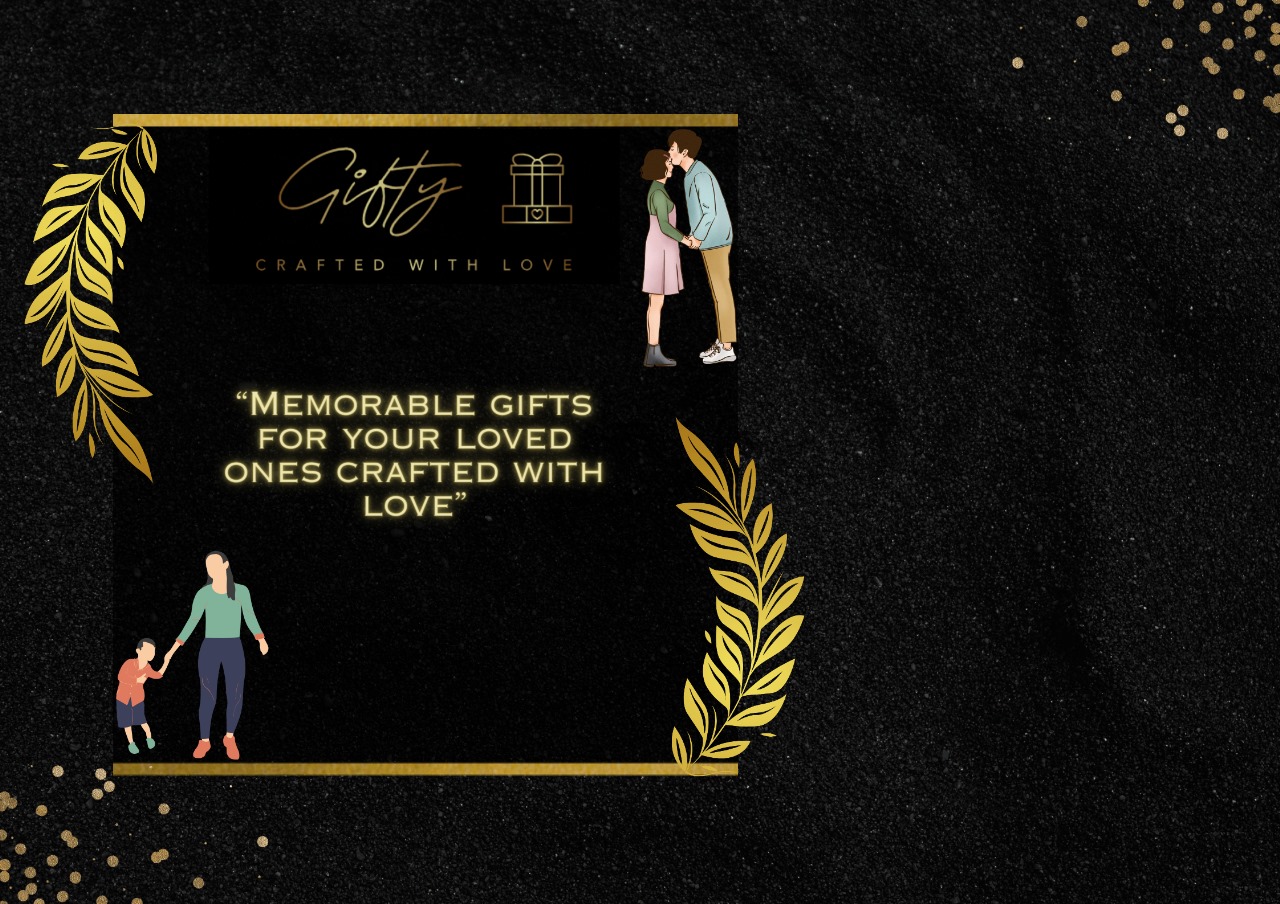 Gifty
CRAFTED WITH LOVE
“MEMORABLE GIFTS
FOR YOUR LOVED
ONES CRAFTED WITH
LOVE”